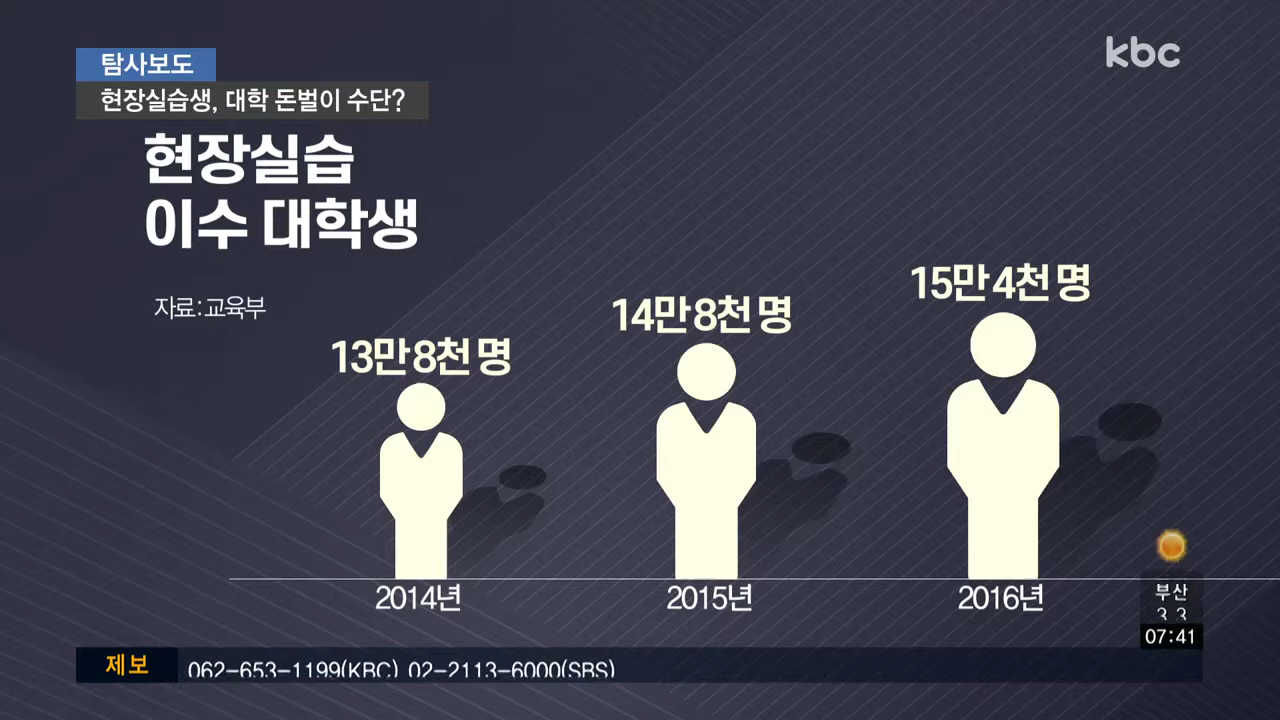 탐사보도
kbc
현장실습생, 대학 돈벌이 수단?
현장실습
이수 대학생
자료:교육부
13만 8천 명
14만 8천 명
15만 4천 명
2014년
2015년
2016년
부산
3 3
07:41
제보
062-653-1199(KBC) 02-2113-6000(SBS)